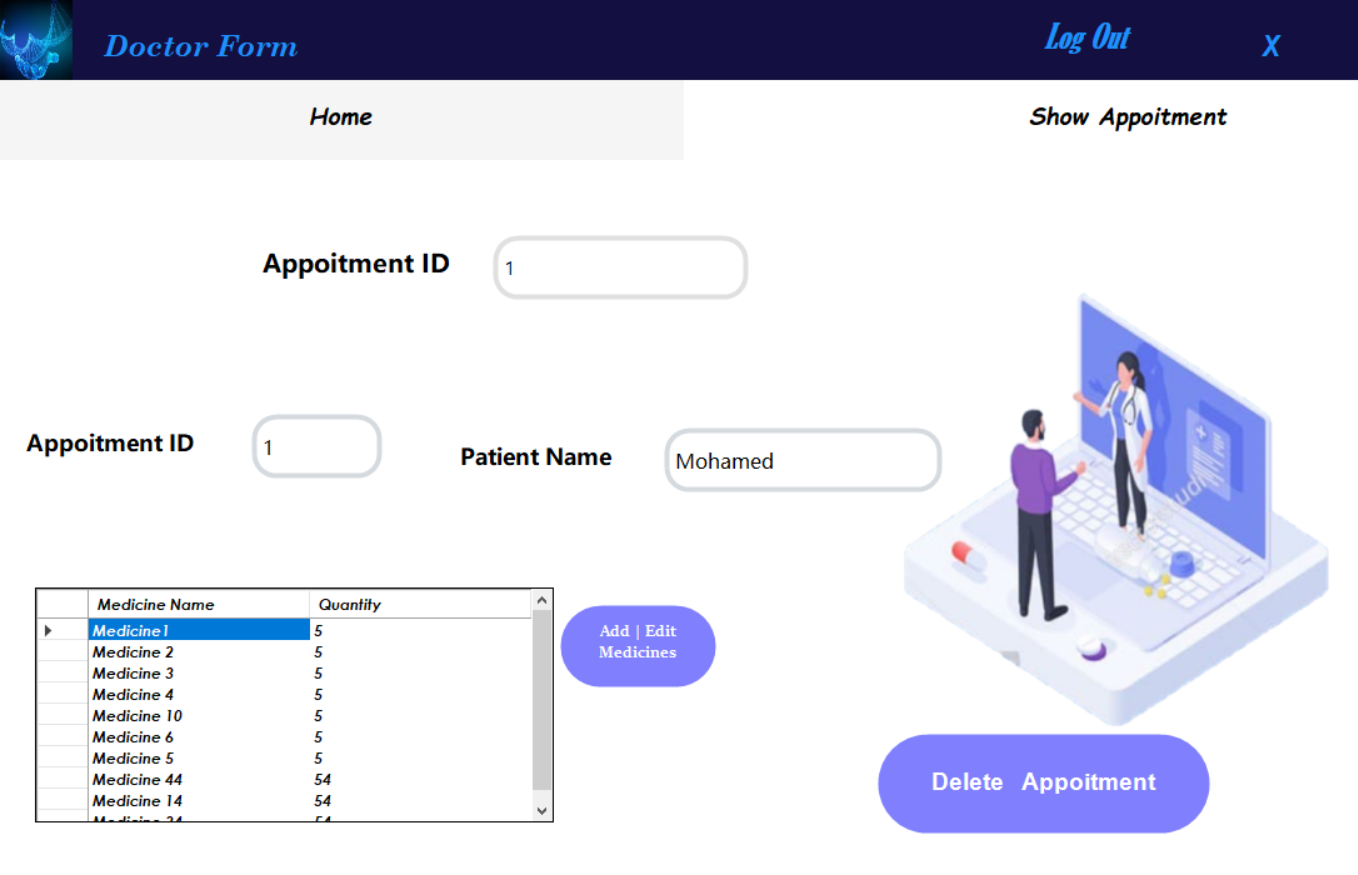 Doctor Form
Log Out
X
Home
Show Appoitment
Appoitment ID
1
Appoitment ID
1
Patient Name
Mohamed
Medicine Name Quantity
Medicine1 5
Medicine 2 5
Medicine 3 5
Medicine 4 5
Medicine 10 5
Medicine 6 5
Medicine 5 5
Medicine 44 54
Medicine 14 54
Add | Edit
Medicines
Delete Appoitment